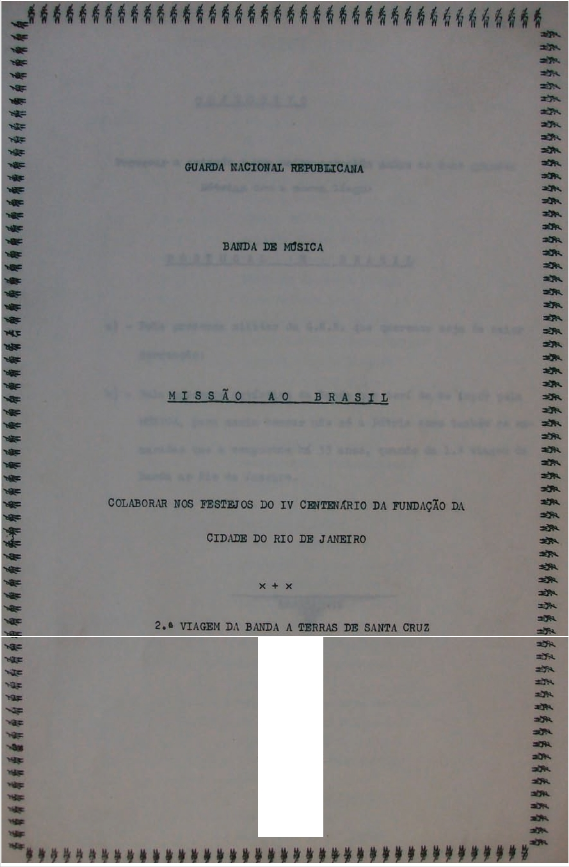 GUARDA NACIONAL REPUBLICANA
BANDA DE MÚSICA
MISSÃO AO BRASIL
COLABORAR NOS FESTEJOS DO IV CENTENÁRIO DA FUNDAÇÃO DA
CIDADE DO RIO DE JANEIRO
x + x
2.ª VIAGEM DA BANDA A TERRAS DE SANTA CRUZ